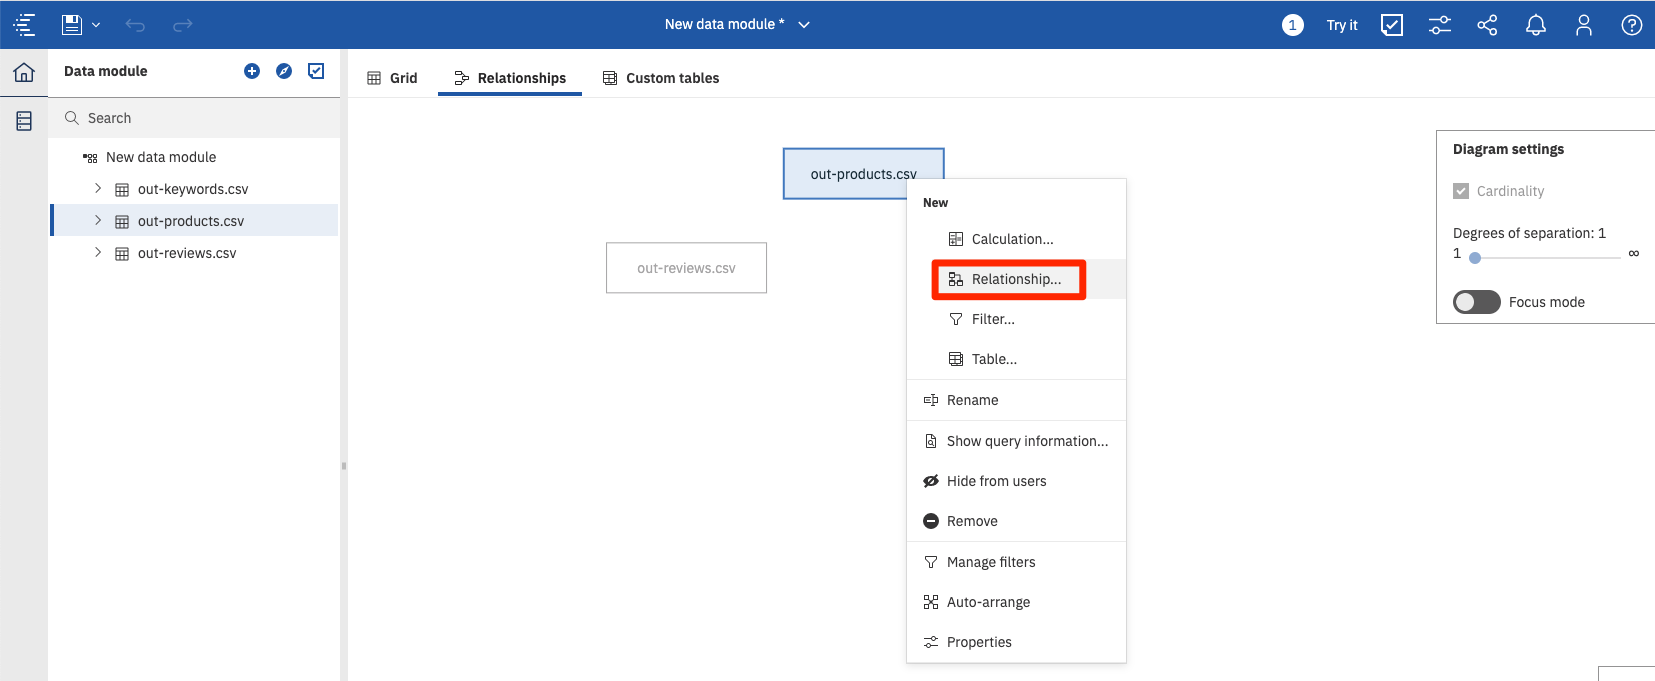 New data module *
1
Try it
Data module
Search
New data module
out-keywords.csv
out-products.csv
out-reviews.csv
Grid
Relationships
Custom tables
out-products.csv
out-reviews.csv
New
Calculation...
Relationship...
Filter...
Table...
Rename
Show query information...
Hide from users
Remove
Manage filters
Auto-arrange
Properties
Diagram settings
Cardinality
Degrees of separation: 1
1 ∞
Focus mode